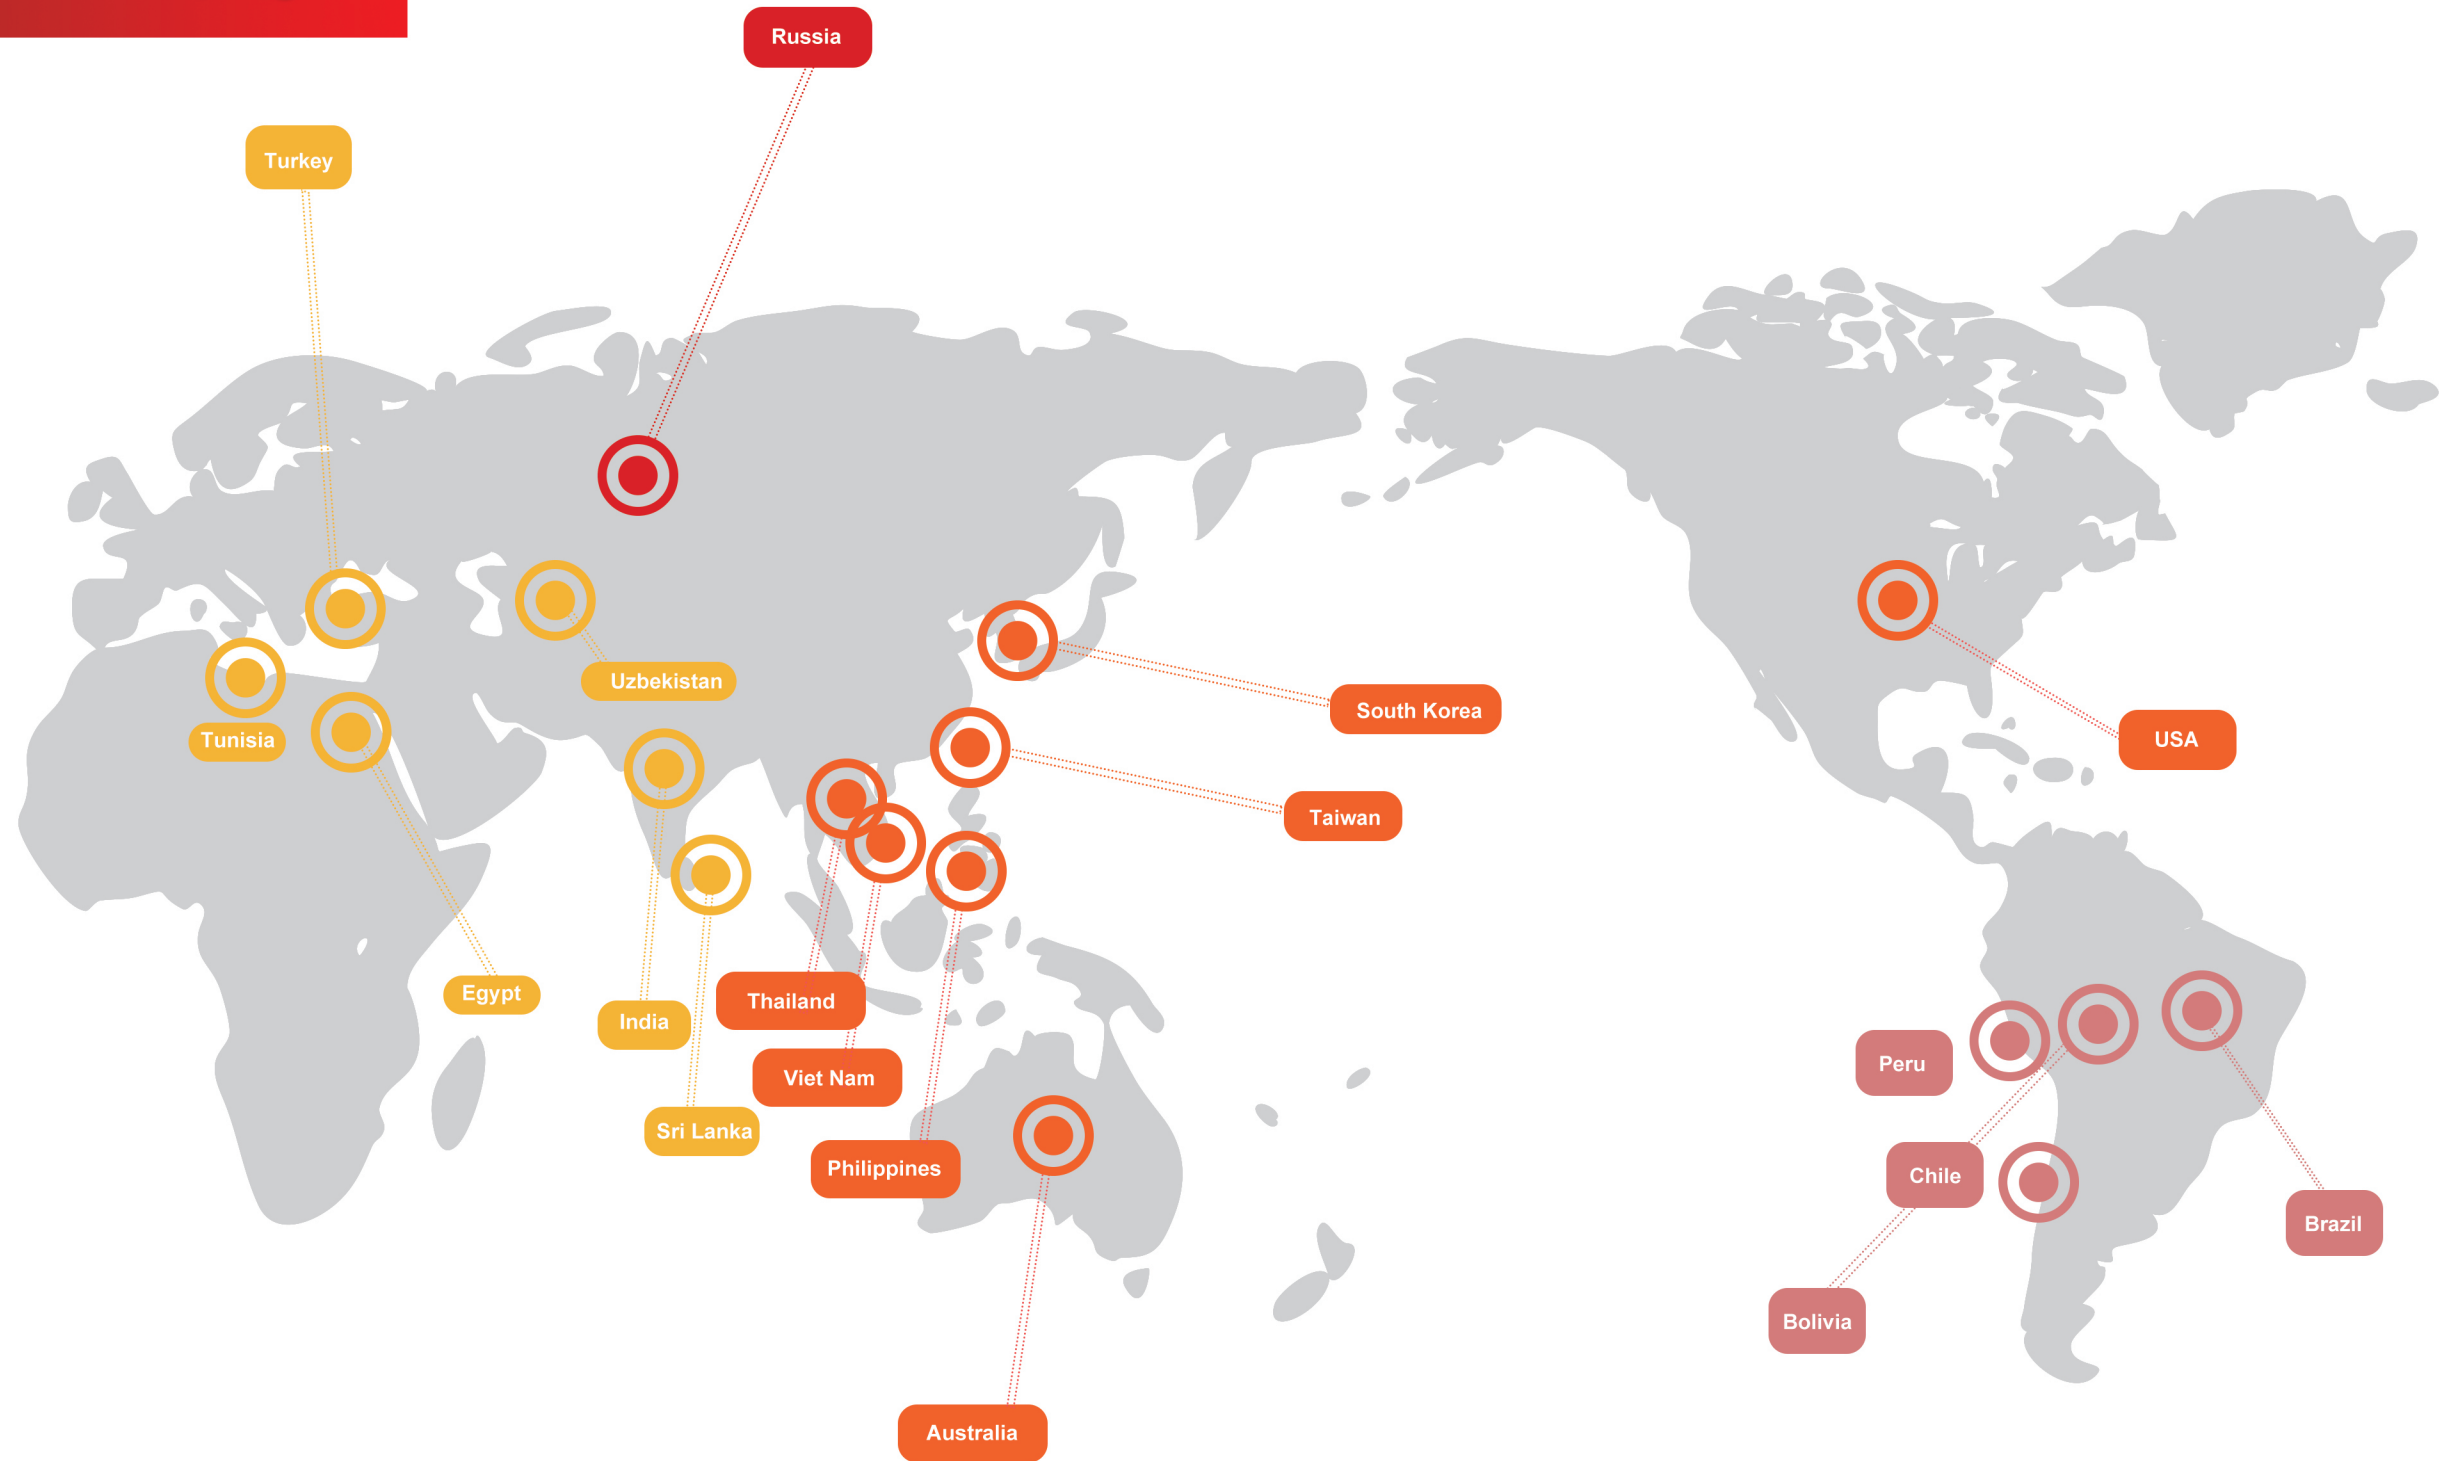 Russia
Turkey
Uzbekistan
South Korea
Tunisia
USA
Taiwan
Egypt
Thailand
India
Peru
Viet Nam
Sri Lanka
Philippines
Chile
Brazil
Bolivia
Australia